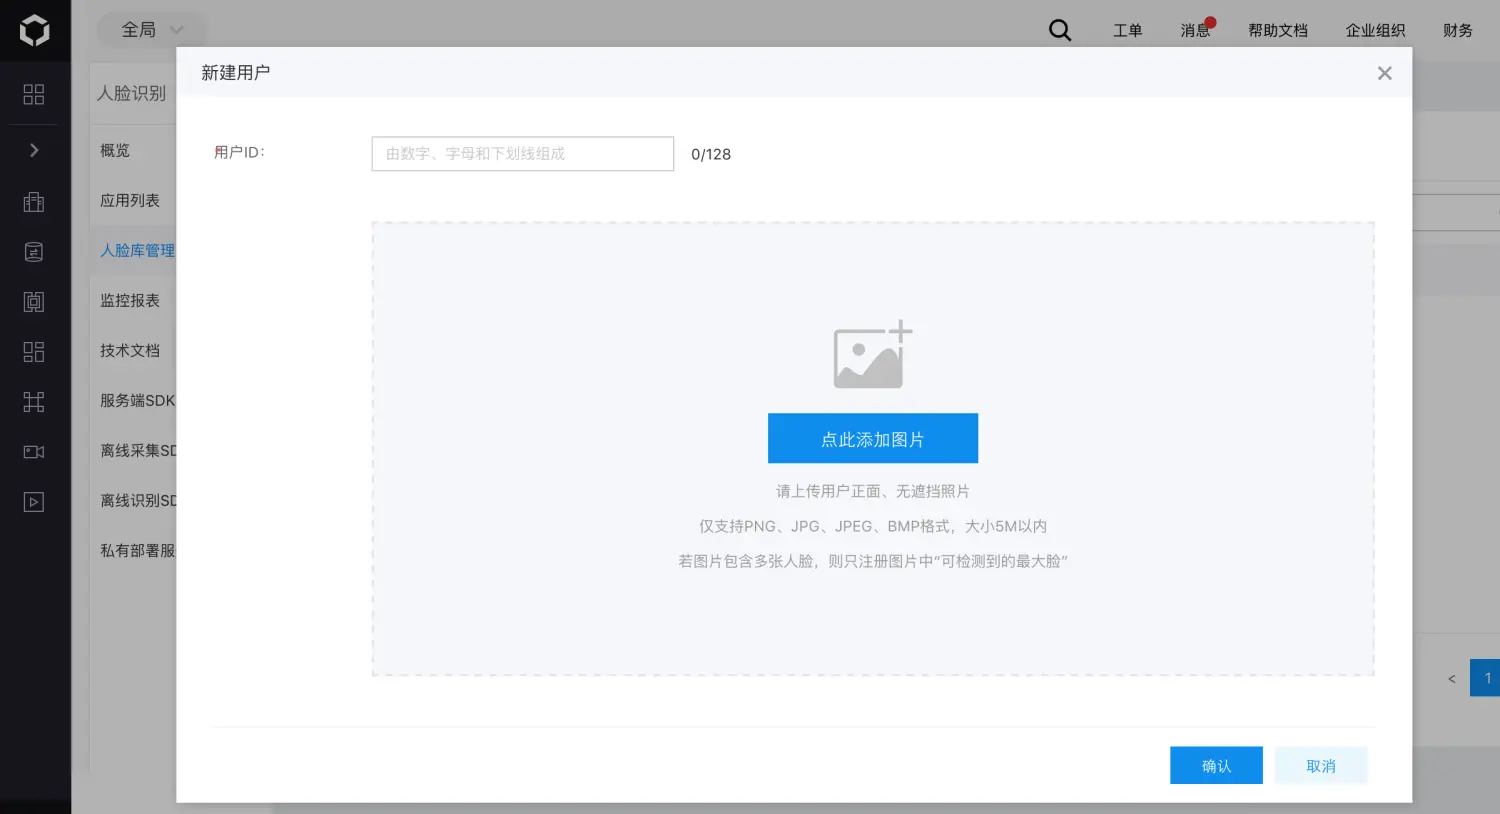 全局
工单 消息 帮助文档 企业组织 财务
人脸识别
概览
应用列表
人脸库管理
监控报表
技术文档
服务端SDK
离线采集SD
离线识别SD
私有部署服
新建用户
*用户ID：
由数字、字母和下划线组成
0/128
点此添加图片
请上传用户正面、无遮挡照片
仅支持PNG、JPG、JPEG、BMP格式，大小5M以内
若图片包含多张人脸，则只注册图片中“可检测到的最大脸”
< 1
确认 取消